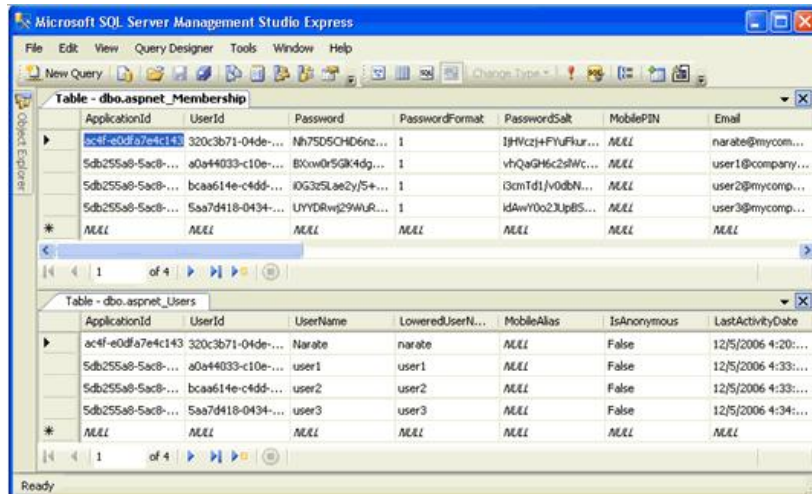 Microsoft SQL Server Management Studio Express
File Edit View Query Designer Tools Window Help
New Query Change Type
Object Explorer
Table - dbo.aspnet_Membership
ApplicationId UserId Password PasswordFormat PasswordSalt MobilePIN Email
ac4f-e0dfa7e4c143 320c3b71-04de-... Nh75D5CHD6nz... 1 IjHVczj+FYuFkur... NULL narate@mycom...
5db255a8-5ac8-... a0a44033-c10e-... BXxw0r5GlK4dg... 1 vhQaGH6c2slWc... NULL user1@company...
5db255a8-5ac8-... bcaa614e-c4dd-... i0G3z5Lae2y/5+... 1 i3cmTd1/v0dbN... NULL user2@mycomp...
5db255a8-5ac8-... 5aa7d418-0434-... UYYDRwj29WuR... 1 idAwY0o2JUpBS... NULL user3@mycomp...
NULL NULL NULL NULL NULL NULL NULL
1 of 4
Table - dbo.aspnet_Users
ApplicationId UserId UserName LoweredUserN... MobileAlias IsAnonymous LastActivityDate
ac4f-e0dfa7e4c143 320c3b71-04de-... Narate narate NULL False 12/5/2006 4:20:...
5db255a8-5ac8-... a0a44033-c10e-... user1 user1 NULL False 12/5/2006 4:33:...
5db255a8-5ac8-... bcaa614e-c4dd-... user2 user2 NULL False 12/5/2006 4:33:...
5db255a8-5ac8-... 5aa7d418-0434-... user3 user3 NULL False 12/5/2006 4:34:...
NULL NULL NULL NULL NULL NULL NULL
1 of 4
Ready